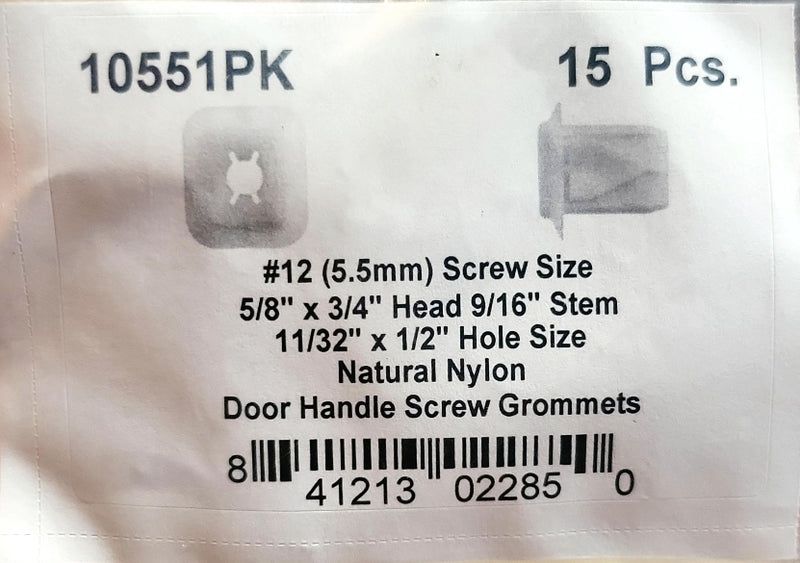 10551PK 15 Pcs.
#12 (5.5mm) Screw Size
5/8" x 3/4" Head 9/16" Stem
11/32" x 1/2" Hole Size
Natural Nylon
Door Handle Screw Grommets
8 41213 02285 0